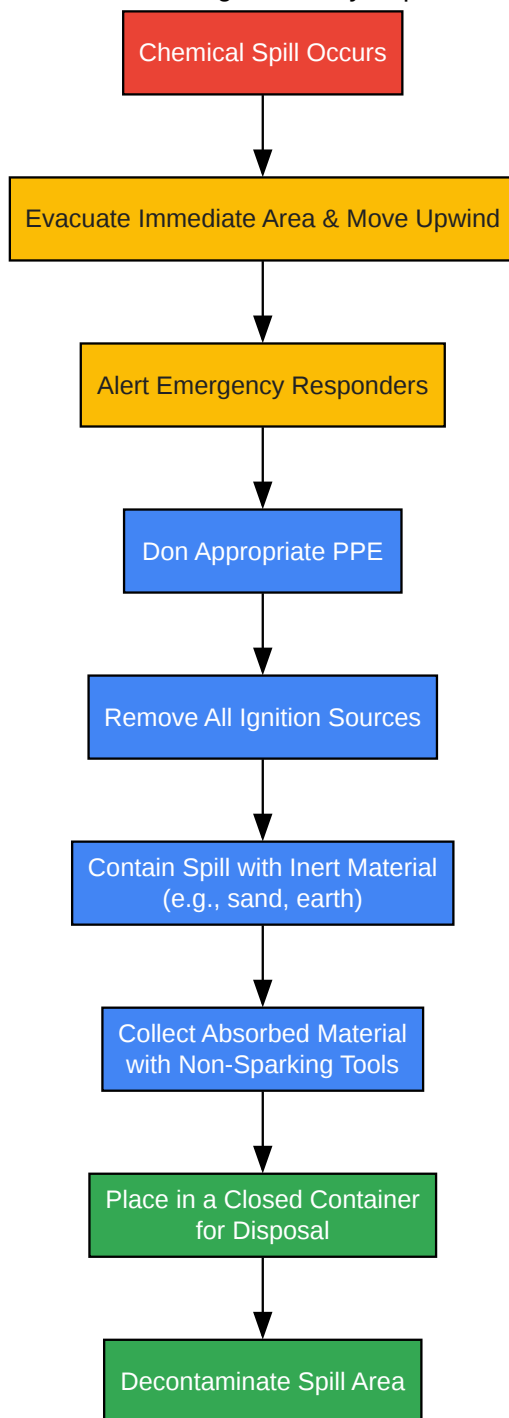 Chemical Spill Occurs
Evacuate Immediate Area & Move Upwind
Alert Emergency Responders
Don Appropriate PPE
Remove All Ignition Sources
Contain Spill with Inert Material
(e.g., sand, earth)
Collect Absorbed Material
with Non-Sparking Tools
Place in a Closed Container
for Disposal
Decontaminate Spill Area